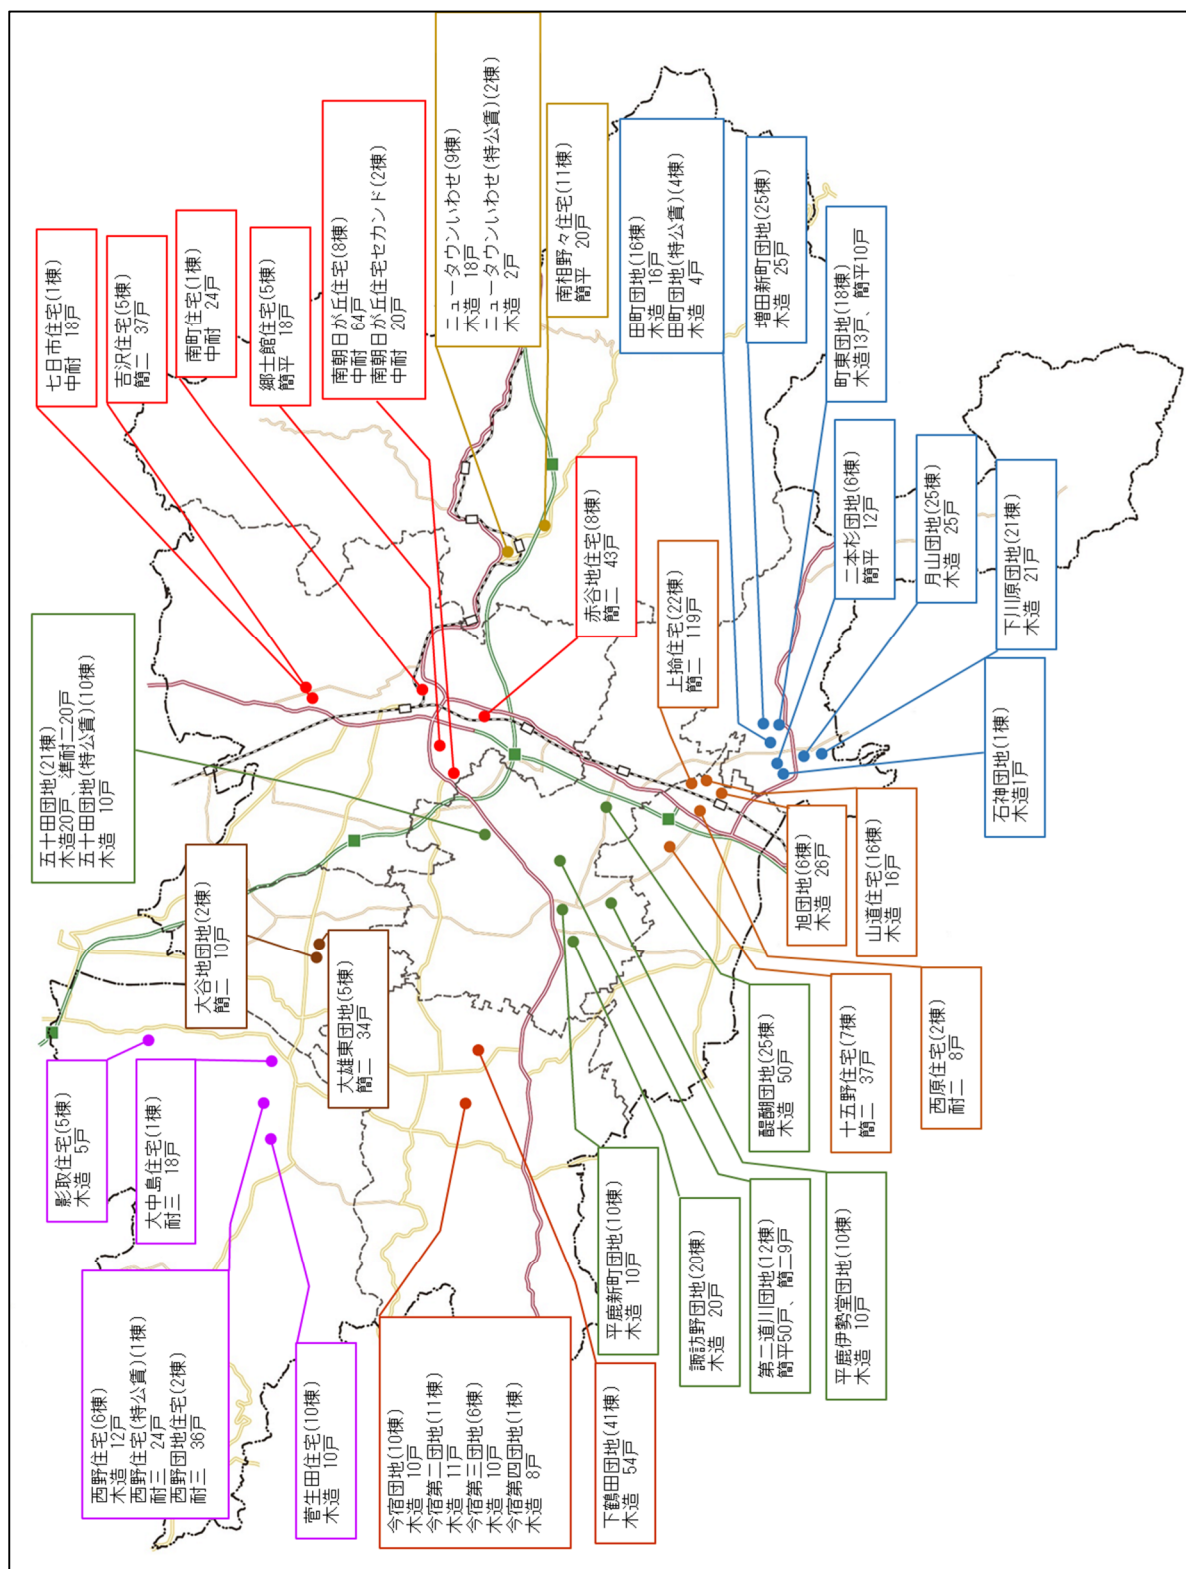 七日市住宅(1棟)
中耐　18戸
吉沢住宅(5棟)
簡二　37戸
南町住宅(1棟)
中耐　24戸
郷士館住宅(5棟)
簡平　18戸
南朝日が丘住宅(8棟)
中耐　64戸
南朝日が丘住宅セカンド(2棟)
中耐　20戸
ニュータウンいわせ(9棟)
木造　18戸
ニュータウンいわせ(特公賃)(2棟)
木造　2戸
南相野々住宅(11棟)
簡平　20戸
田町団地(16棟)
木造　16戸
田町団地(特公賃)(4棟)
木造　4戸
増田新町団地(25棟)
木造　25戸
町東団地(18棟)
木造13戸、簡平10戸
二本杉団地(6棟)
簡平　12戸
月山団地(25棟)
木造　25戸
下川原団地(21棟)
木造　21戸
石神団地(1棟)
木造1戸
赤谷地住宅(8棟)
簡二　43戸
上掵住宅(22棟)
簡二　119戸
旭団地(6棟)
木造　26戸
山道住宅(16棟)
木造　16戸
西原住宅(2棟)
耐二　8戸
十五野住宅(7棟)
簡二　37戸
五十田団地(21棟)
木造20戸、準耐二20戸
五十田団地(特公賃)(10棟)
木造　10戸
大谷地団地(2棟)
簡二　10戸
大雄東団地(5棟)
簡二　34戸
醍醐団地(25棟)
木造　50戸
平鹿新町団地(10棟)
木造　10戸
諏訪野団地(20棟)
木造　20戸
第二道川団地(12棟)
簡平50戸、簡二9戸
平鹿伊勢堂団地(10棟)
木造　10戸
影取住宅(5棟)
木造　5戸
大中島住宅(1棟)
耐三　18戸
西野住宅(6棟)
木造　12戸
西野住宅(特公賃)(1棟)
耐三　24戸
西野団地住宅(2棟)
耐三　36戸
菅生田住宅(10棟)
木造　10戸
今宿団地(10棟)
木造　10戸
今宿第二団地(11棟)
木造　11戸
今宿第三団地(6棟)
木造　10戸
今宿第四団地(1棟)
木造　8戸
下鶴田団地(41棟)
木造　54戸